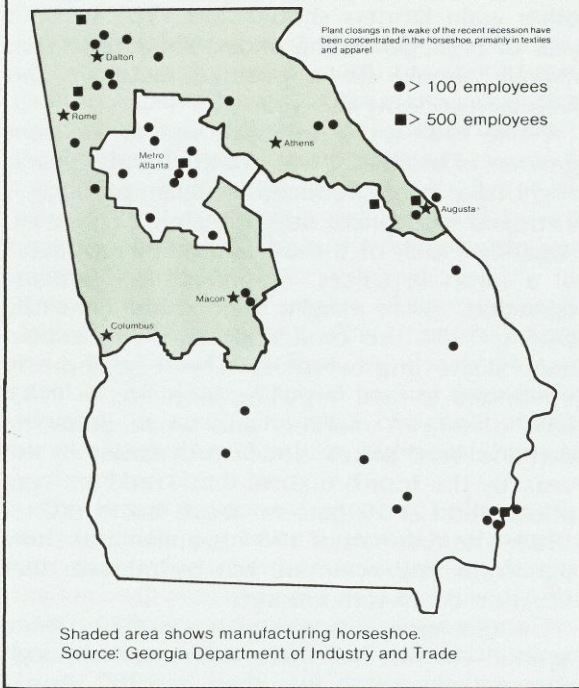 Plant closings in the wake of the recent recession have
been concentrated in the horseshoe, primarily in textiles
and apparel
> 100 employees
> 500 employees
Dalton
Rome
Athens
Metro
Atlanta
Augusta
Macon
Columbus
Shaded area shows manufacturing horseshoe.
Source: Georgia Department of Industry and Trade